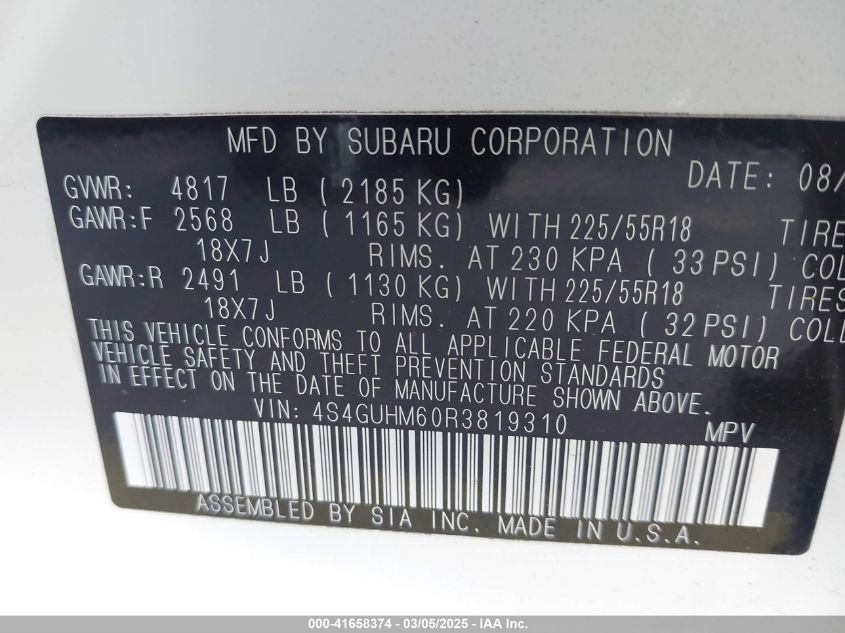 MFD BY SUBARU CORPORATION
DATE: 08/
GVWR: 4817 LB ( 2185 KG)
GAWR:F 2568 LB ( 1165 KG) WITH 225/55R18 TIRE
18X7J RIMS. AT 230 KPA ( 33 PSI) COL
GAWR:R 2491 LB ( 1130 KG) WITH 225/55R18 TIRES
18X7J RIMS. AT 220 KPA ( 32 PSI) COLD
THIS VEHICLE CONFORMS TO ALL APPLICABLE FEDERAL MOTOR
VEHICLE SAFETY AND THEFT PREVENTION STANDARDS
IN EFFECT ON THE DATE OF MANUFACTURE SHOWN ABOVE.
VIN: 4S4GUHM60R3819310 MPV
ASSEMBLED BY SIA INC. MADE IN U.S.A.
000-41658374 - 03/05/2025 - IAA Inc.